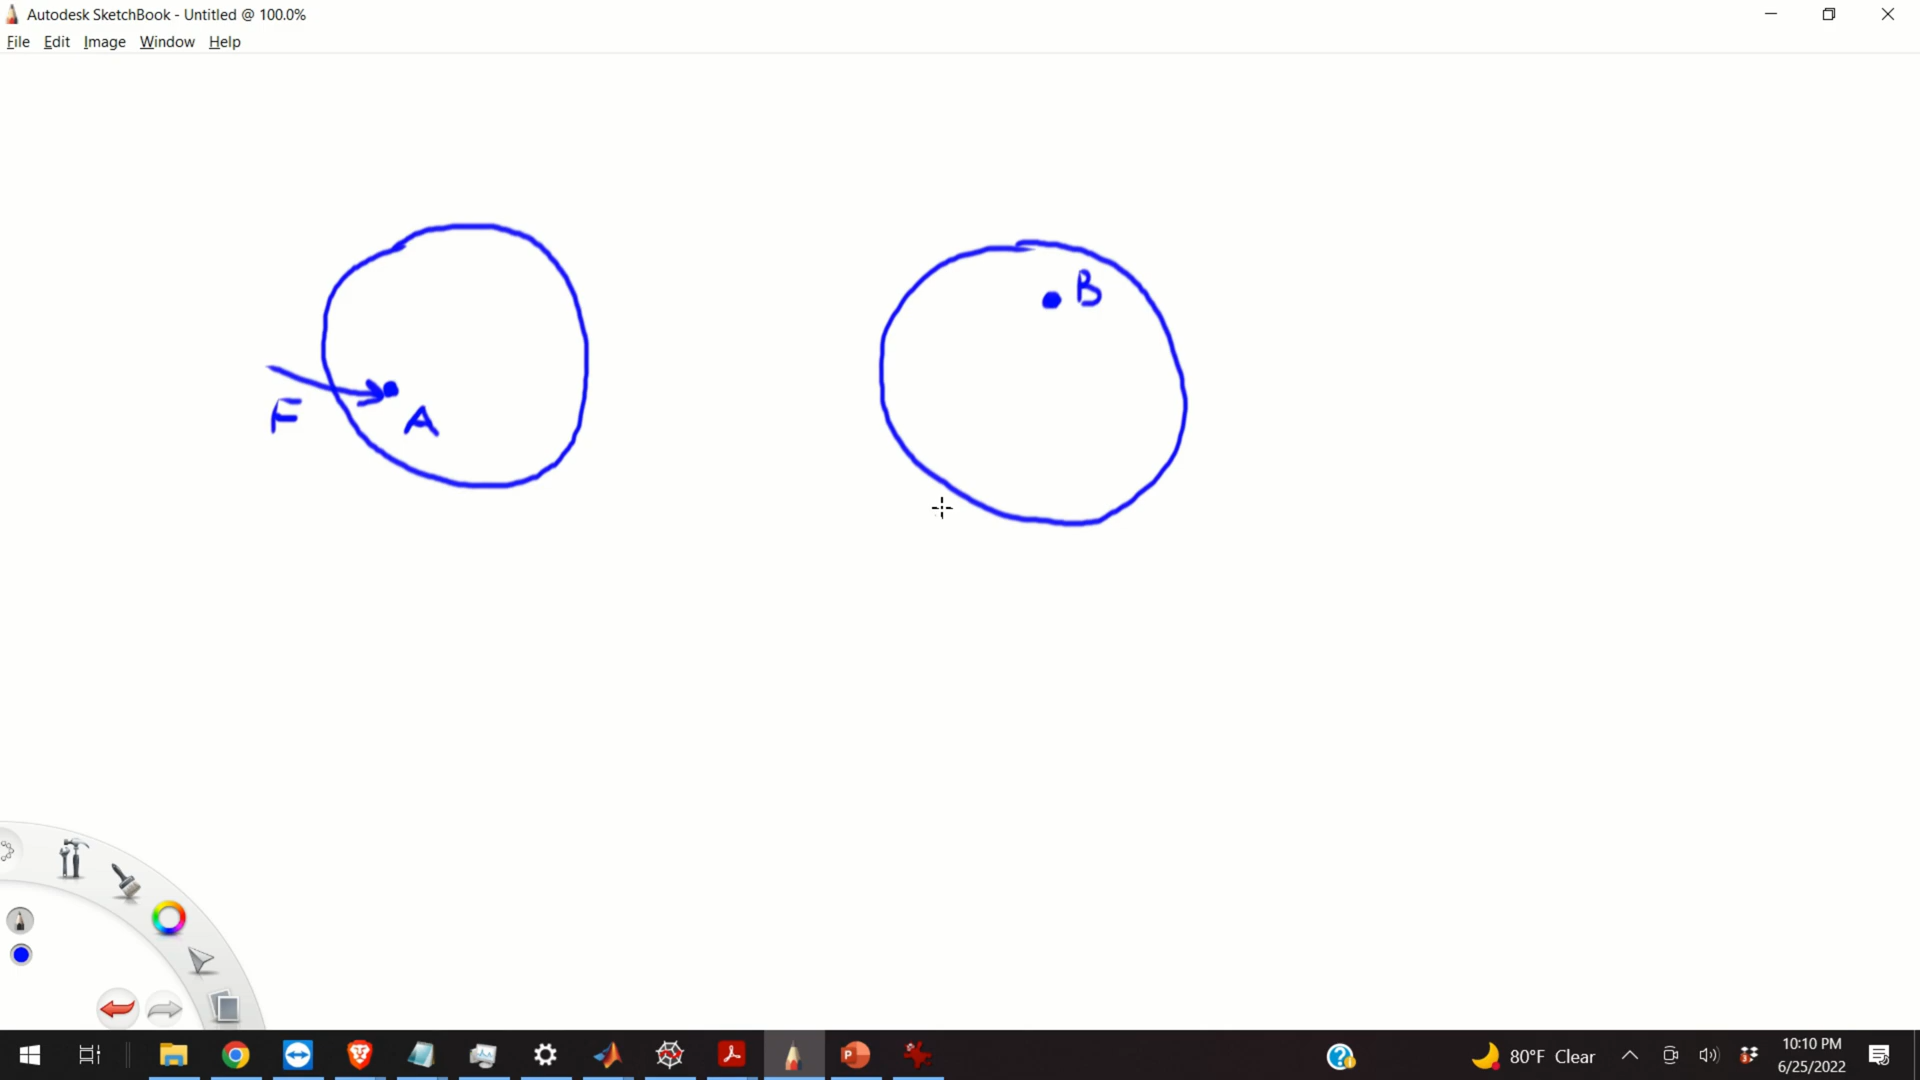 Autodesk SketchBook - Untitled @ 100.0%
File Edit Image Window Help
B
F
A
80°F Clear
10:10 PM
6/25/2022